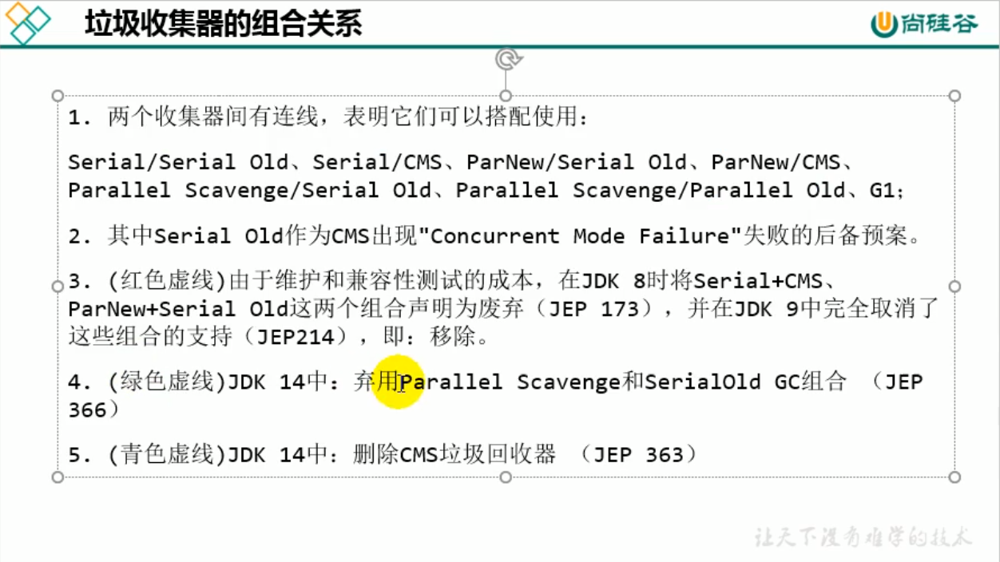 垃圾收集器的组合关系
尚硅谷
1. 两个收集器间有连线，表明它们可以搭配使用：
Serial/Serial Old、Serial/CMS、ParNew/Serial Old、ParNew/CMS、
Parallel Scavenge/Serial Old、Parallel Scavenge/Parallel Old、G1；
2. 其中Serial Old作为CMS出现"Concurrent Mode Failure"失败的后备预案。
3. (红色虚线)由于维护和兼容性测试的成本，在JDK 8时将Serial+CMS、
ParNew+Serial Old这两个组合声明为废弃（JEP 173），并在JDK 9中完全取消了
这些组合的支持（JEP214），即：移除。
4. (绿色虚线)JDK 14中：弃用Parallel Scavenge和SerialOld GC组合 （JEP
366）
5. (青色虚线)JDK 14中：删除CMS垃圾回收器 （JEP 363）
让天下没有难学的技术